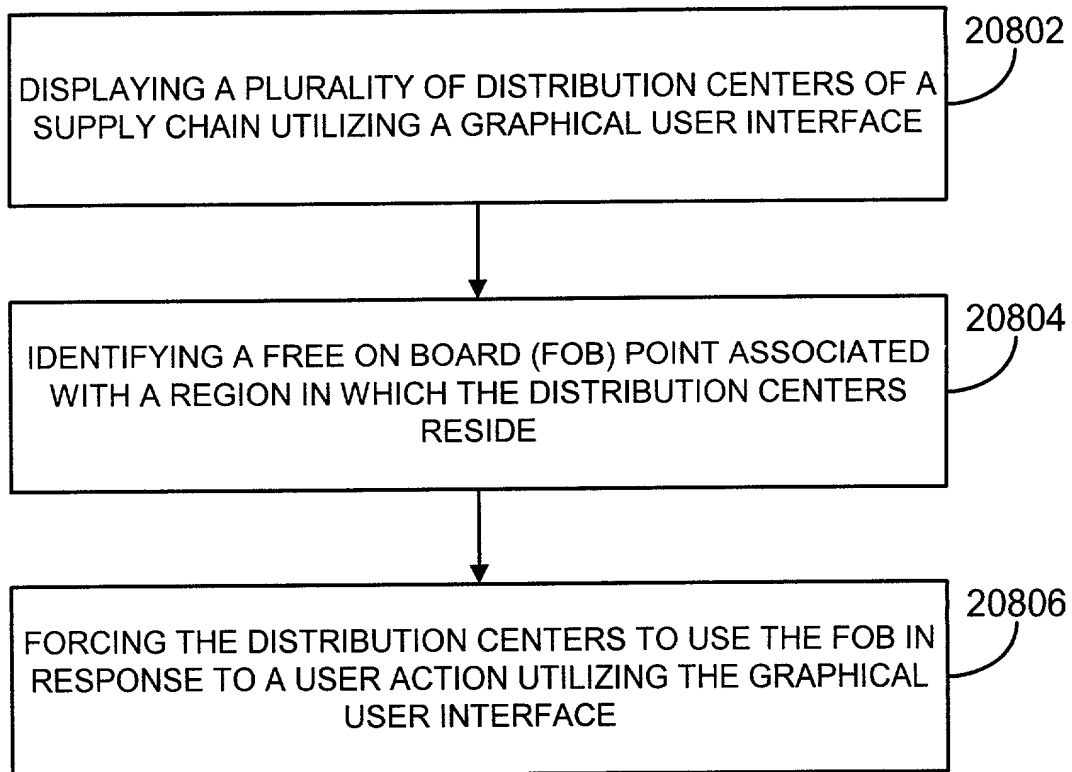 20802
DISPLAYING A PLURALITY OF DISTRIBUTION CENTERS OF A
SUPPLY CHAIN UTILIZING A GRAPHICAL USER INTERFACE
20804
IDENTIFYING A FREE ON BOARD (FOB) POINT ASSOCIATED
WITH A REGION IN WHICH THE DISTRIBUTION CENTERS
RESIDE
20806
FORCING THE DISTRIBUTION CENTERS TO USE THE FOB IN
RESPONSE TO A USER ACTION UTILIZING THE GRAPHICAL
USER INTERFACE